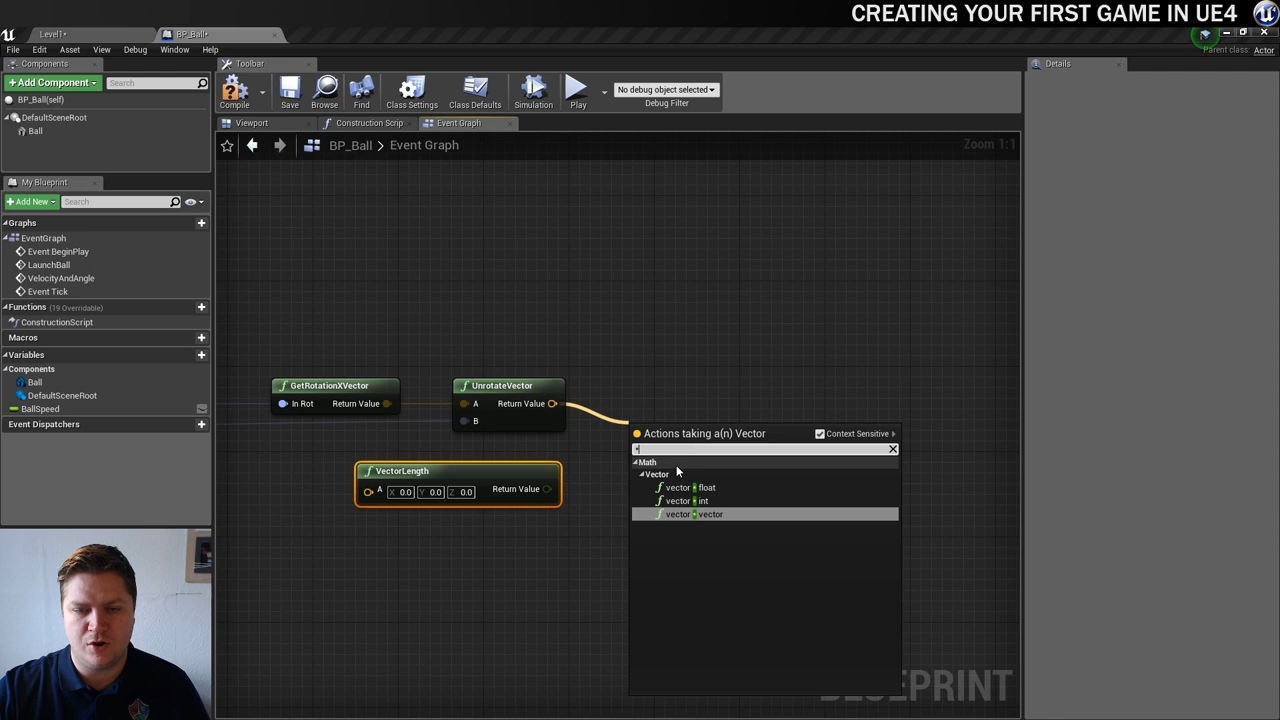 CREATING YOUR FIRST GAME IN UE4
Level1*
BP_Ball*
File Edit Asset View Debug Window Help
Parent class: Actor
Components
Toolbar
Details
+Add Component
Search
BP_Ball(self)
DefaultSceneRoot
Ball
Compile
Save
Browse
Find
Class Settings
Class Defaults
Simulation
Play
No debug object selected
Debug Filter
Viewport
Construction Scrip
Event Graph
BP_Ball > Event Graph
Zoom 1:1
My Blueprint
+Add New
Search
Graphs
EventGraph
Event BeginPlay
LaunchBall
VelocityAndAngle
Event Tick
Functions (19 Overridable)
ConstructionScript
Macros
Variables
Components
Ball
DefaultSceneRoot
BallSpeed
Event Dispatchers
GetRotationXVector
In Rot Return Value
UnrotateVector
A Return Value
B
VectorLength
A X 0.0 Y 0.0 Z 0.0 Return Value
Actions taking a(n) Vector
Context Sensitive
*
Math
Vector
vector * float
vector * int
vector * vector
BLUEPRINT